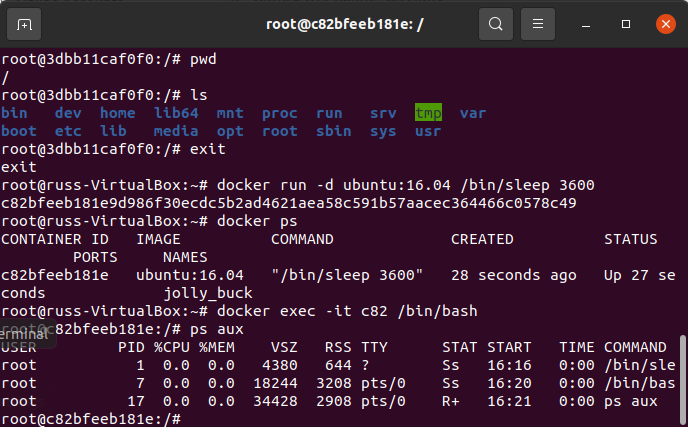 root@c82bfeeb181e: /
root@3dbb11caf0f0:/# pwd
/
root@3dbb11caf0f0:/# ls
bin dev home lib64 mnt proc run srv tmp var
boot etc lib media opt root sbin sys usr
root@3dbb11caf0f0:/# exit
exit
root@russ-VirtualBox:~# docker run -d ubuntu:16.04 /bin/sleep 3600
c82bfeeb181e9d986f30ecdc5b2ad4621aea58c591b57aacec364466c0578c49
root@russ-VirtualBox:~# docker ps
CONTAINER ID IMAGE COMMAND CREATED STATUS
PORTS NAMES
c82bfeeb181e ubuntu:16.04 "/bin/sleep 3600" 28 seconds ago Up 27 se
conds jolly_buck
root@russ-VirtualBox:~# docker exec -it c82 /bin/bash
root@c82bfeeb181e:/# ps aux
erminal
USER PID %CPU %MEM VSZ RSS TTY STAT START TIME COMMAND
root 1 0.0 0.0 4380 644 ? Ss 16:16 0:00 /bin/sle
root 7 0.0 0.0 18244 3208 pts/0 Ss 16:20 0:00 /bin/bas
root 17 0.0 0.0 34428 2908 pts/0 R+ 16:21 0:00 ps aux
root@c82bfeeb181e:/#